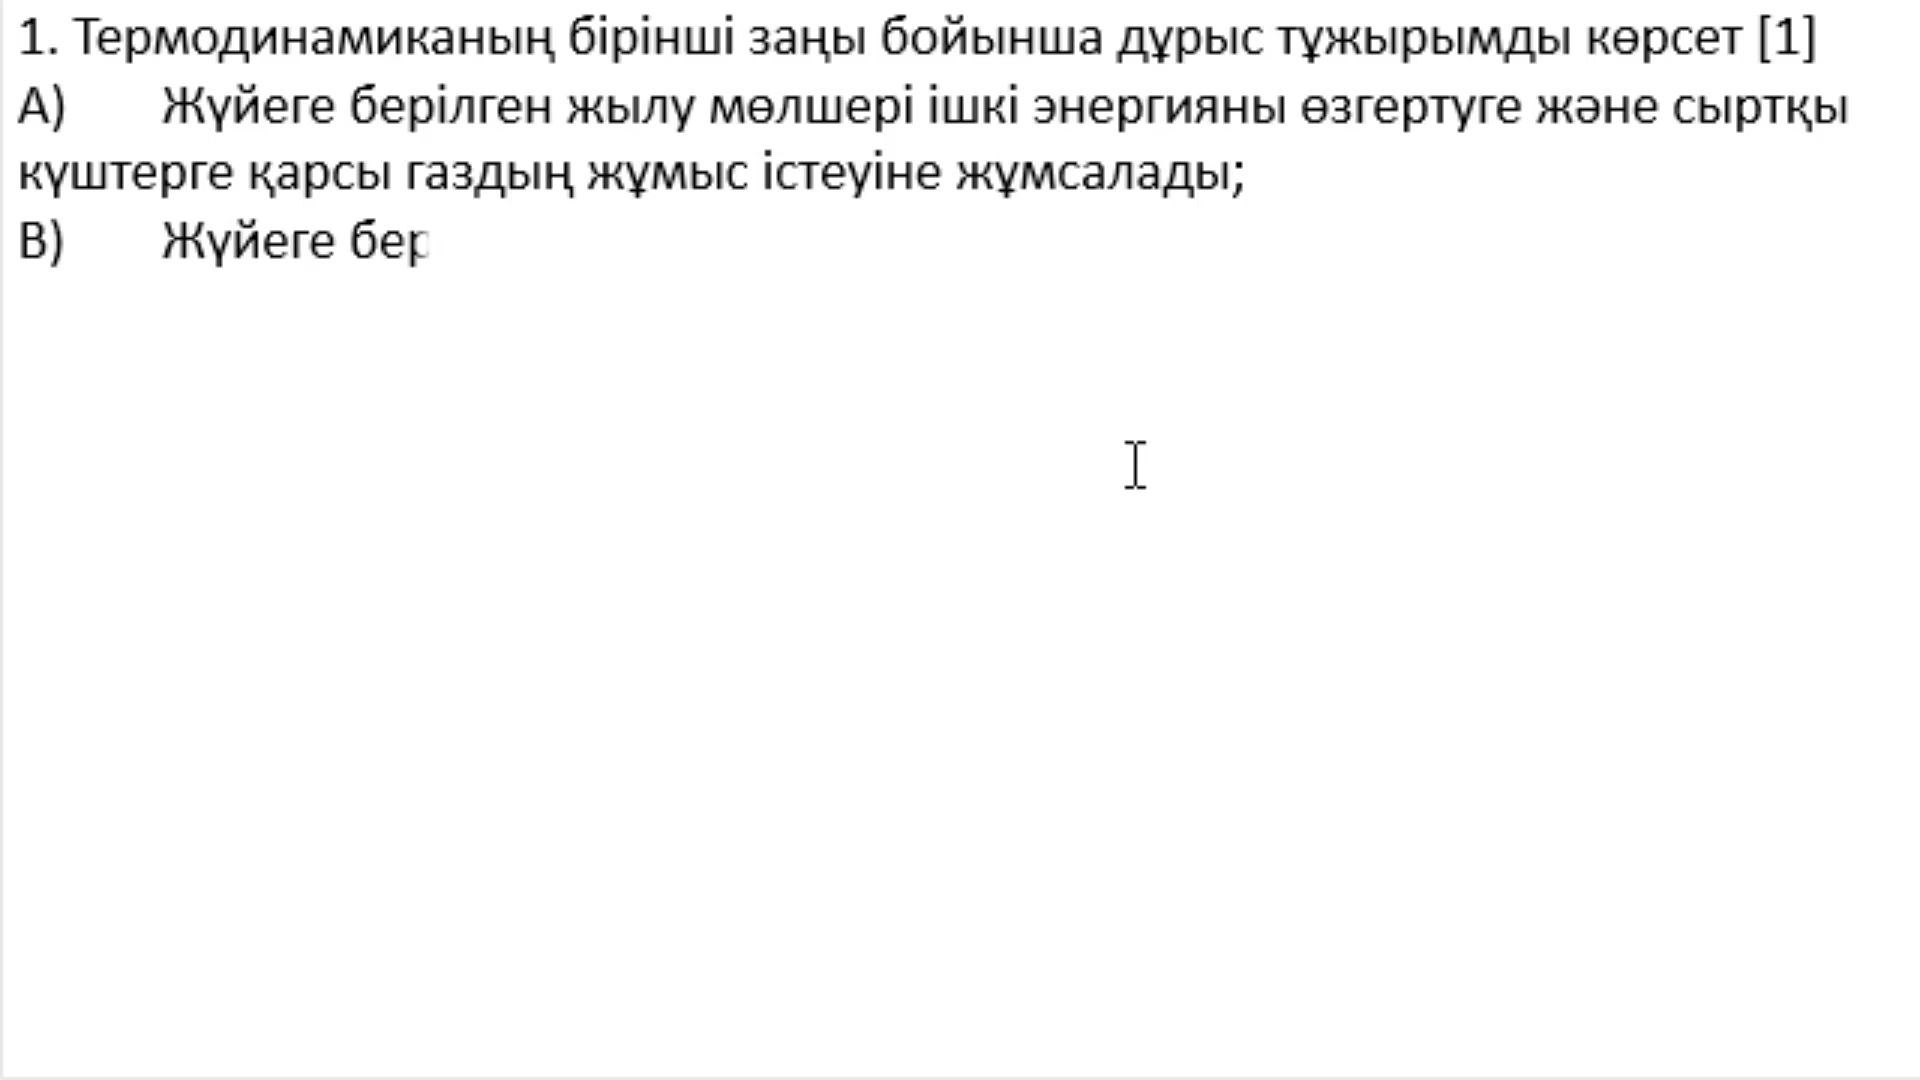 1. Термодинамиканың бірінші заңы бойынша дұрыс тұжырымды көрсет [1]
A) Жүйеге берілген жылу мөлшері ішкі энергияны өзгертуге және сыртқы
күштерге қарсы газдың жұмыс істеуіне жұмсалады;
B) Жүйеге бер